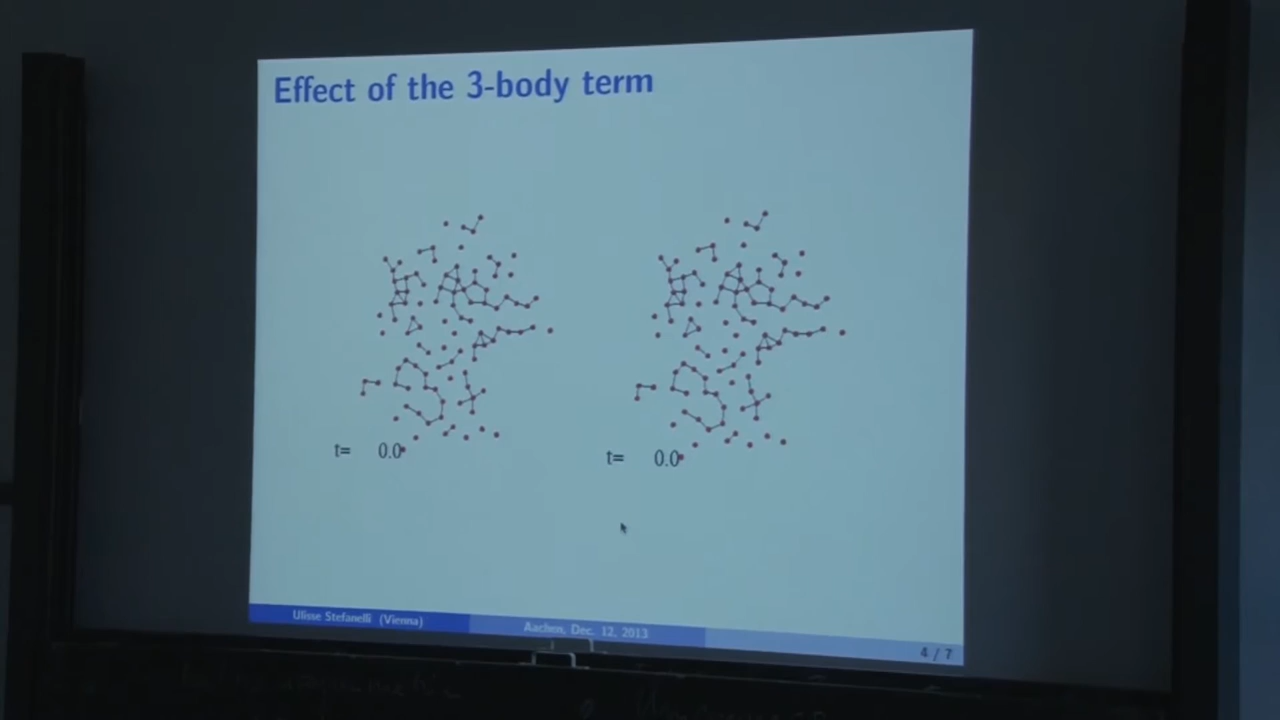 Effect of the 3-body term
t= 0.0
t= 0.0
Ulisse Stefanelli (Vienna)
Aachen, Dec. 12, 2013
4 / 7